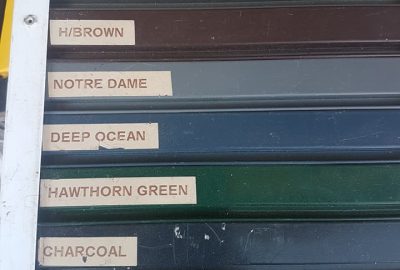 H/BROWN
NOTRE DAME
DEEP OCEAN
HAWTHORN GREEN
CHARCOAL